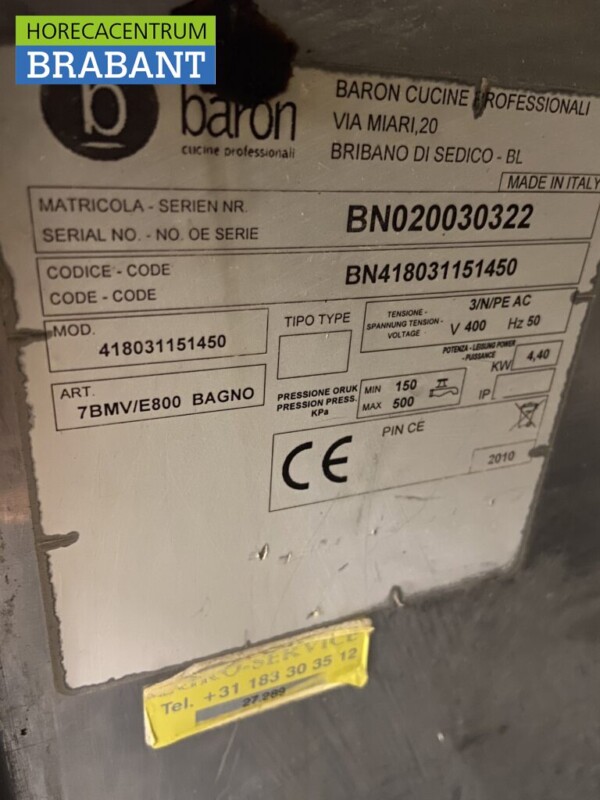 HORECACENTRUM
BRABANT
b
baron
cucine professionali
BARON CUCINE PROFESSIONALI
VIA MIARI,20
BRIBANO DI SEDICO - BL
MADE IN ITALY
MATRICOLA - SERIEN NR.
SERIAL NO. - NO. OE SERIE
BN020030322
CODICE - CODE
CODE - CODE
BN418031151450
MOD.
418031151450
TIPO TYPE
TENSIONE -
SPANNUNG TENSION -
VOLTAGE
3/N/PE AC
V 400 Hz 50
POTENZA - LEISUNG POWER
- PUISSANCE
KW 4,40
ART.
7BMV/E800 BAGNO
PRESSIONE ORUK
PRESSION PRESS.
KPa
MIN 150
MAX 500
IP
CE
PIN CE
2010
-SERVICE
Tel. +31 183 30 35 12
27.269